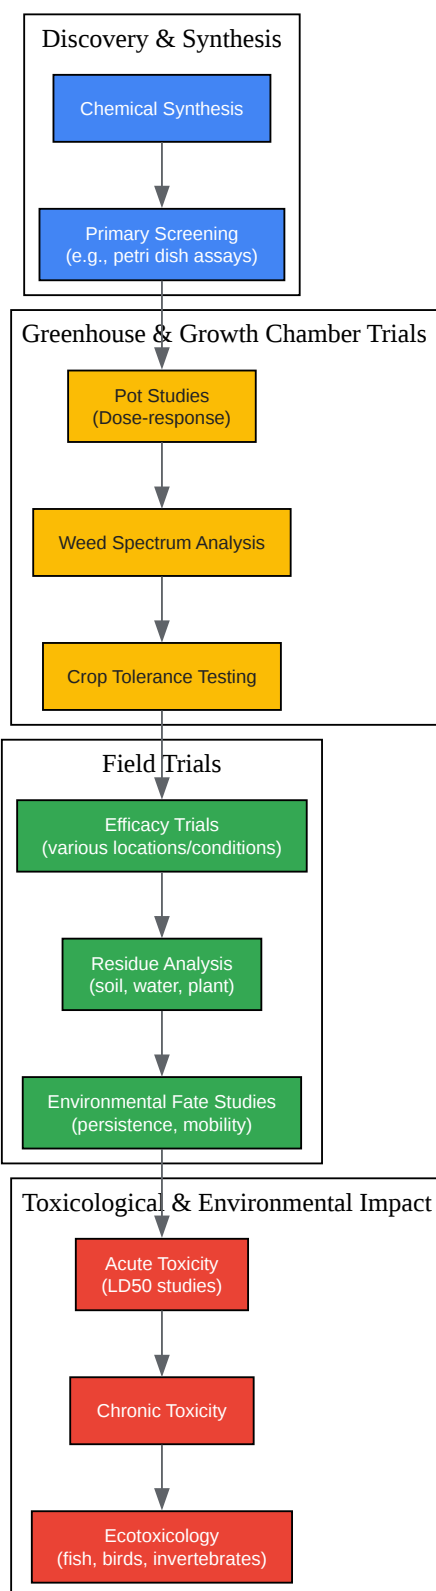 Discovery & Synthesis
Chemical Synthesis
Primary Screening
(e.g., petri dish assays)
Greenhouse & Growth Chamber Trials
Pot Studies
(Dose-response)
Weed Spectrum Analysis
Crop Tolerance Testing
Field Trials
Efficacy Trials
(various locations/conditions)
Residue Analysis
(soil, water, plant)
Environmental Fate Studies
(persistence, mobility)
Toxicological & Environmental Impact
Acute Toxicity
(LD50 studies)
Chronic Toxicity
Ecotoxicology
(fish, birds, invertebrates)